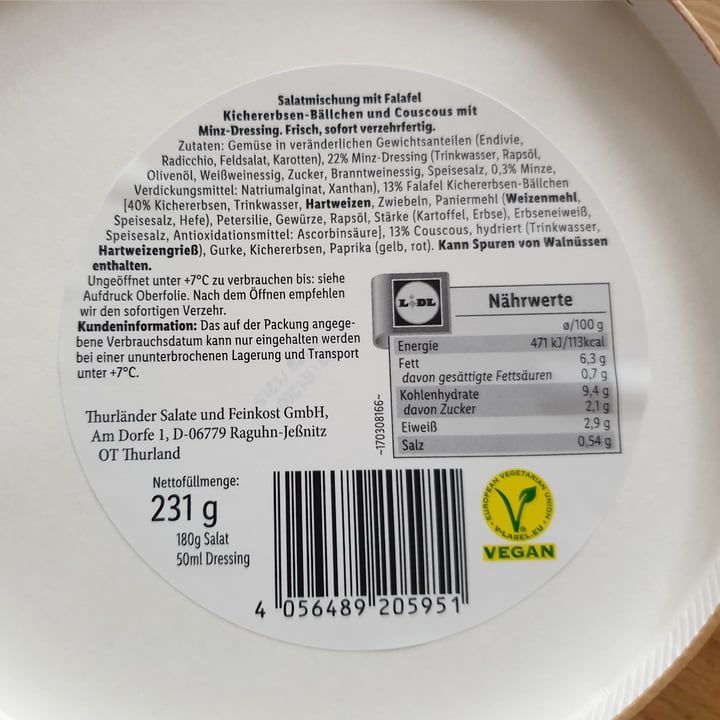 Salatmischung mit Falafel
Kichererbsen-Bällchen und Couscous mit
Minz-Dressing. Frisch, sofort verzehrfertig.
Zutaten: Gemüse in veränderlichen Gewichtsanteilen (Endivie,
Radicchio, Feldsalat, Karotten), 22% Minz-Dressing (Trinkwasser, Rapsöl,
Olivenöl, Weißweinessig, Zucker, Branntweinessig, Speisesalz, 0,3% Minze,
Verdickungsmittel: Natriumalginat, Xanthan), 13% Falafel Kichererbsen-Bällchen
[40% Kichererbsen, Trinkwasser, Hartweizen, Zwiebeln, Paniermehl (Weizenmehl,
Speisesalz, Hefe), Petersilie, Gewürze, Rapsöl, Stärke (Kartoffel, Erbse), Erbseneiweiß,
Speisesalz, Antioxidationsmittel: Ascorbinsäure], 13% Couscous, hydriert (Trinkwasser,
Hartweizengrieß), Gurke, Kichererbsen, Paprika (gelb, rot). Kann Spuren von Walnüssen
enthalten.
Ungeöffnet unter +7°C zu verbrauchen bis: siehe
Aufdruck Oberfolie. Nach dem Öffnen empfehlen
wir den sofortigen Verzehr.
Kundeninformation: Das auf der Packung angege-
bene Verbrauchsdatum kann nur eingehalten werden
bei einer ununterbrochenen Lagerung und Transport
unter +7°C.
Thurländer Salate und Feinkost GmbH,
Am Dorfe 1, D-06779 Raguhn-Jeßnitz
OT Thurland
Nettofüllmenge:
231 g
180g Salat
50ml Dressing
LIDL
Nährwerte
ø/100 g
Energie 471 kJ/113kcal
Fett 6,3 g
davon gesättigte Fettsäuren 0,7 g
Kohlenhydrate 9,4 g
davon Zucker 2,1 g
Eiweiß 2,9 g
Salz 0,54 g
~170308166~
4 056489 205951
EUROPEAN VEGETARIAN UNION
V-LABEL.EU
VEGAN